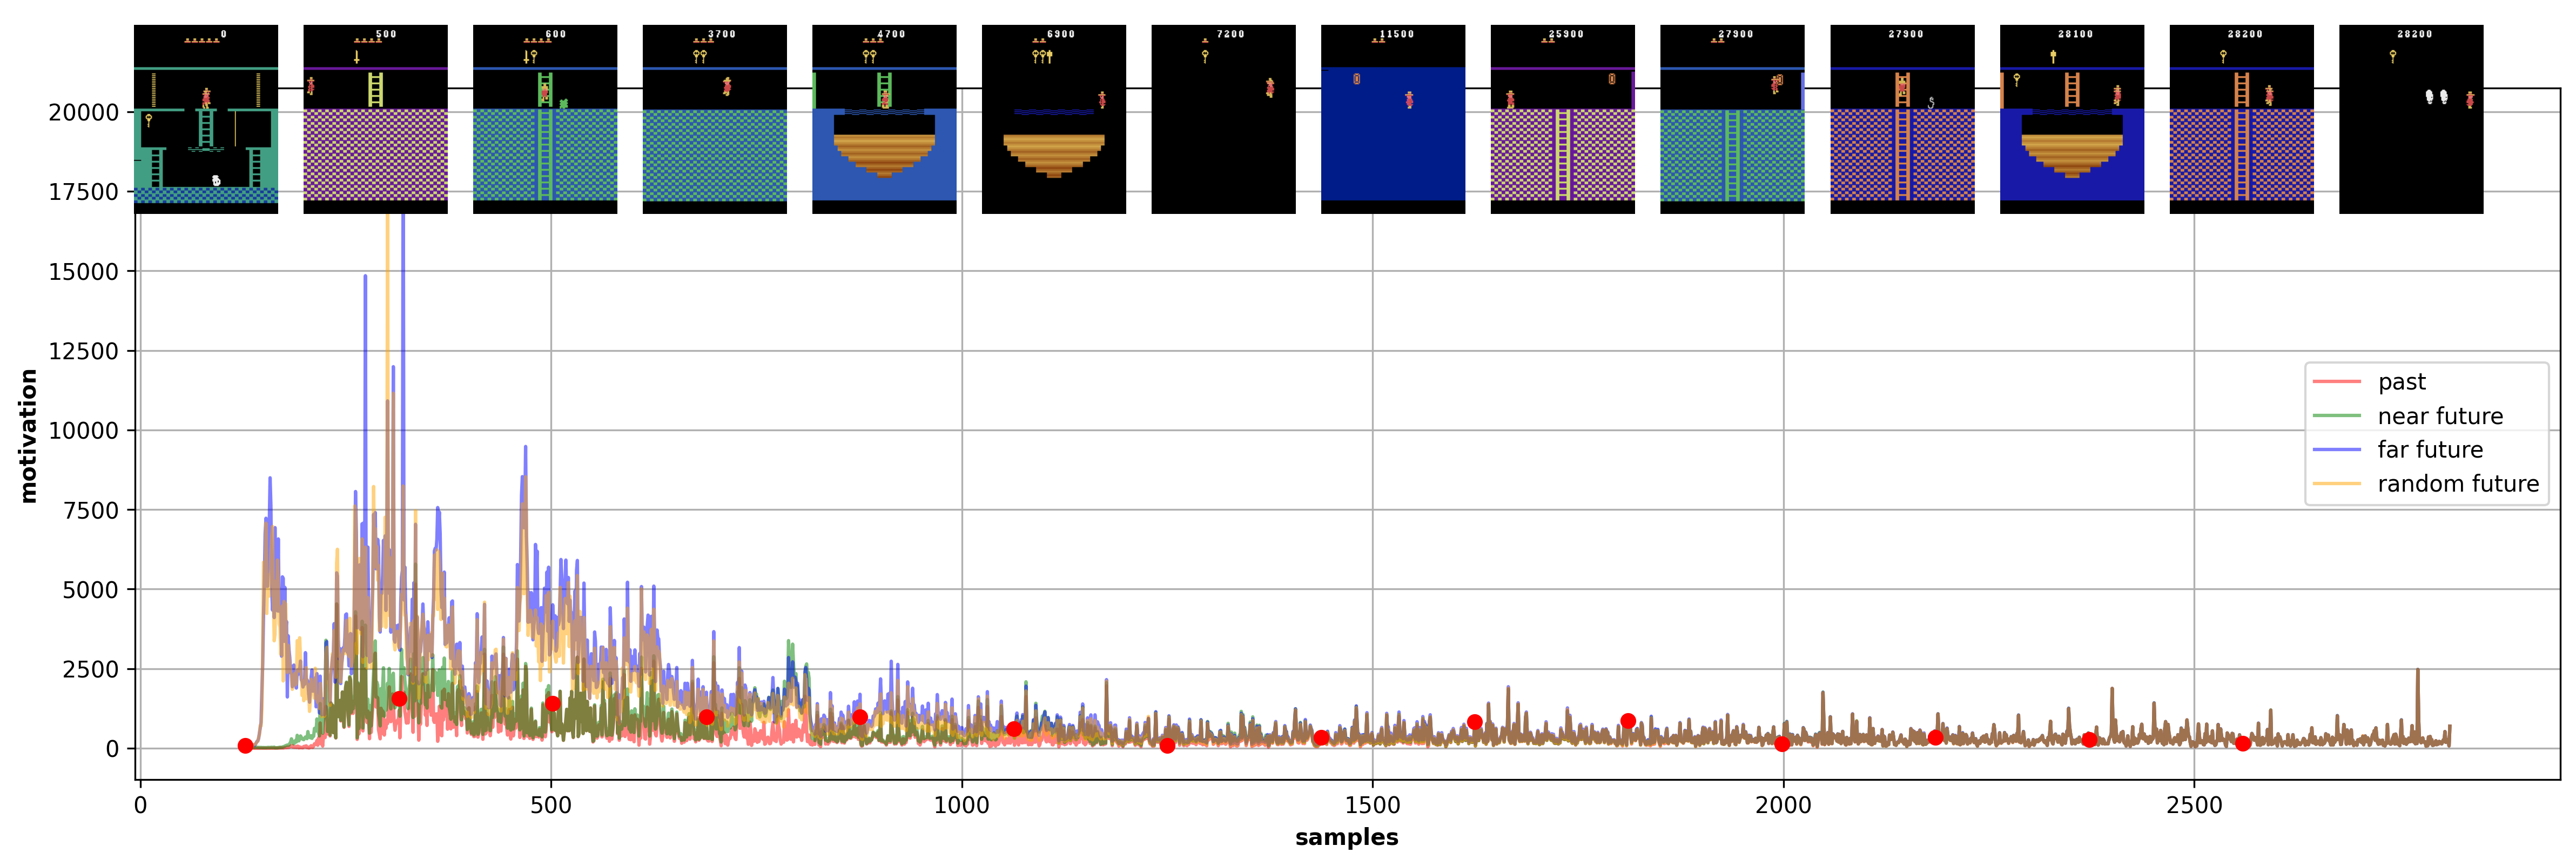 0 500 600 3700 4700 6900 7200 11500 25900 27900 27900 28100 28200 28200
20000
17500
15000
12500
10000
7500
5000
2500
0
motivation
past
near future
far future
random future
0 500 1000 1500 2000 2500
samples